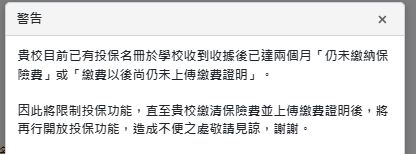 警告
貴校目前已有投保名冊於學校收到收據後已達兩個月「仍未繳納保
險費」或「繳費以後尚仍未上傳繳費證明」。
因此將限制投保功能，直至貴校繳清保險費並上傳繳費證明後，將
再行開放投保功能，造成不便之處敬請見諒，謝謝。